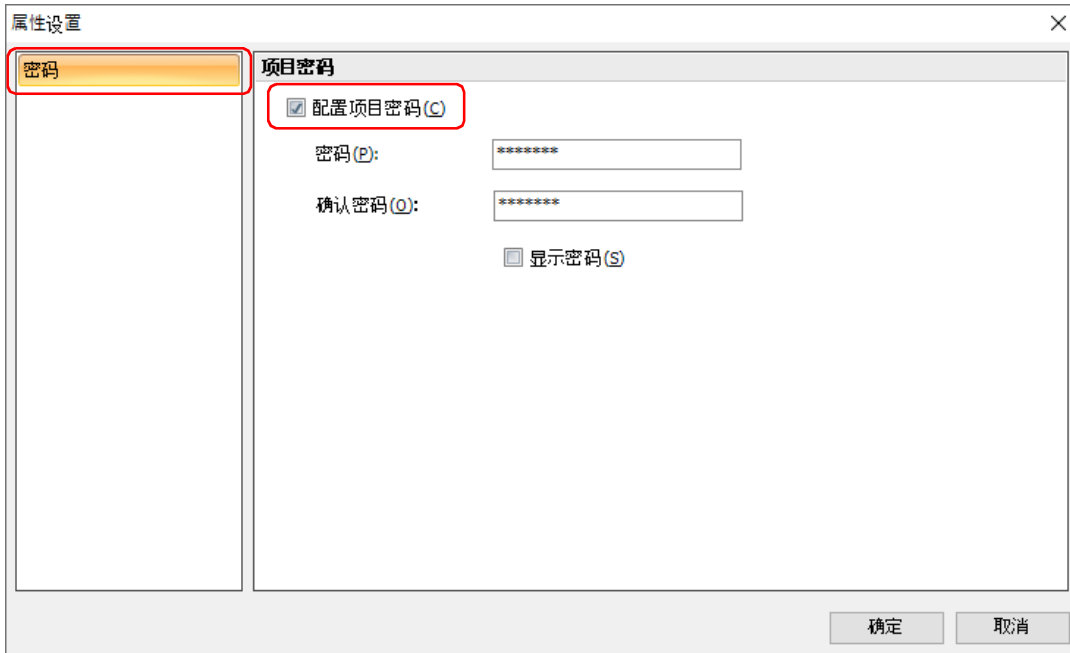 属性设置
密码
项目密码
配置项目密码(C)
密码(P):
*******
确认密码(O):
*******
显示密码(S)
确定
取消